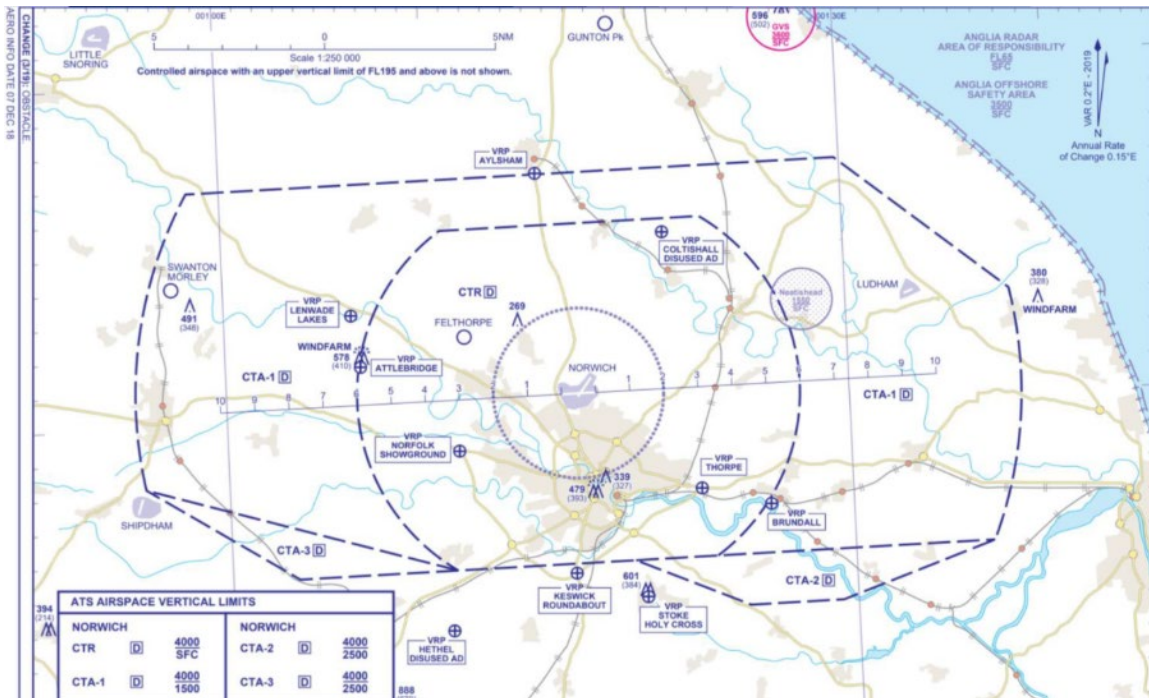 CHANGE (3/19): OBSTACLE.
AERO INFO DATE 07 DEC 18
001 00E
001 30E
LITTLE
SNORING
5
0
5NM
Scale 1:250 000
Controlled airspace with an upper vertical limit of FL195 and above is not shown.
GUNTON Pk
596
(502)
GVS
3600
SFC
ANGLIA RADAR
AREA OF RESPONSIBILITY
FL65
SFC
ANGLIA OFFSHORE
SAFETY AREA
3500
SFC
VAR 0.2°E - 2019
N
Annual Rate
of Change 0.15°E
VRP
AYLSHAM
VRP
COLTISHALL
DISUSED AD
SWANTON
MORLEY
491
(346)
VRP
LENWADE
LAKES
CTR D
269
FELTHORPE
Neatishead
1550
SFC
LUDHAM
380
(328)
WINDFARM
WINDFARM
578
(410)
VRP
ATTLEBRIDGE
CTA-1 D
NORWICH
CTA-1 D
10 9 8 7 6 5 3 1
1 3 4 5 6 7 8 9 10
VRP
NORFOLK
SHOWGROUND
VRP
THORPE
339
(327)
479
(393)
VRP
BRUNDALL
SHIPDHAM
CTA-3 D
CTA-2 D
VRP
KESWICK
ROUNDABOUT
601
(384)
VRP
STOKE
HOLY CROSS
VRP
HETHEL
DISUSED AD
394
(214)
888
ATS AIRSPACE VERTICAL LIMITS
NORWICH
CTR D 4000
SFC
CTA-1 D 4000
1500
NORWICH
CTA-2 D 4000
2500
CTA-3 D 4000
2500